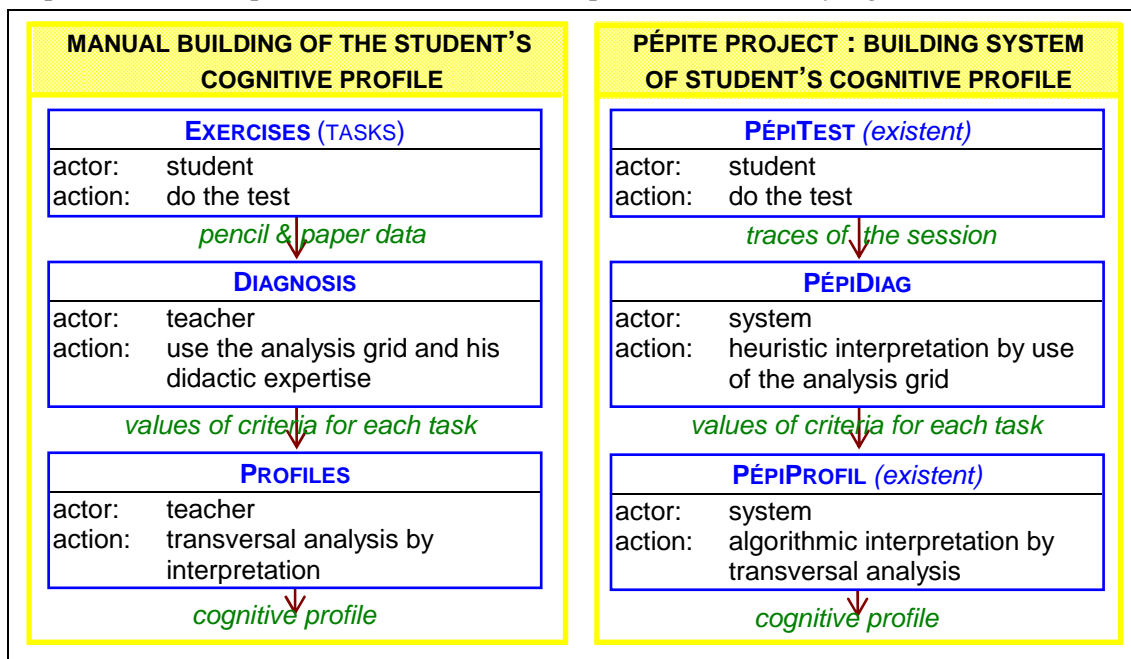 MANUAL BUILDING OF THE STUDENT'S
COGNITIVE PROFILE
EXERCISES (TASKS)
actor: student
action: do the test
pencil & paper data
DIAGNOSIS
actor: teacher
action: use the analysis grid and his
didactic expertise
values of criteria for each task
PROFILES
actor: teacher
action: transversal analysis by
interpretation
cognitive profile
PÉPITE PROJECT : BUILDING SYSTEM
OF STUDENT'S COGNITIVE PROFILE
PÉPITEST (existent)
actor: student
action: do the test
traces of the session
PÉPIDIAG
actor: system
action: heuristic interpretation by use
of the analysis grid
values of criteria for each task
PÉPIPROFIL (existent)
actor: system
action: algorithmic interpretation by
transversal analysis
cognitive profile